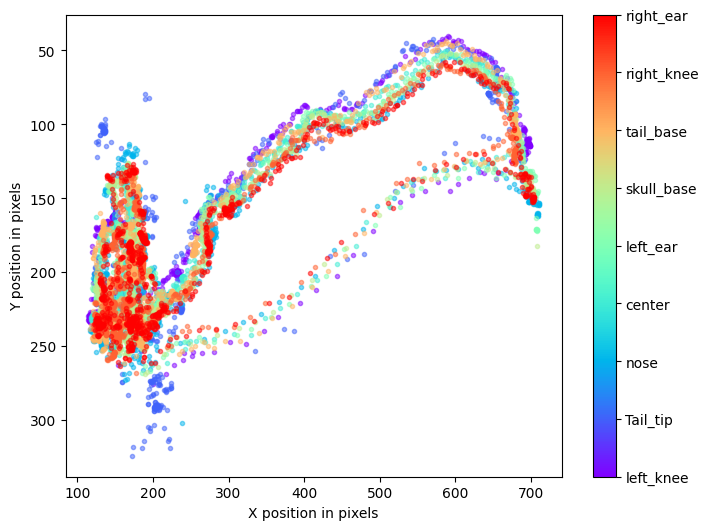 50
100
150
200
250
300
Y position in pixels
100
200
300
400
500
600
700
X position in pixels
right_ear
right_knee
tail_base
skull_base
left_ear
center
nose
Tail_tip
left_knee